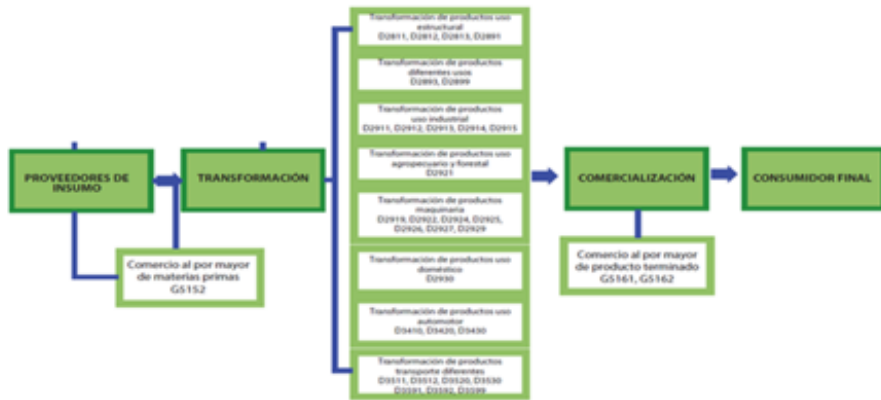 PROVEEDORES DE
INSUMO
Comercio al por mayor
de materias primas
G5152
TRANSFORMACIÓN
Transformación de productos uso
estructural
D2811, D2812, D2813, D2891
Transformación de productos
diferentes usos
D2893, D2899
Transformación de productos
uso industrial
D2911, D2912, D2913, D2914, D2915
Transformación de productos uso
agropecuario y forestal
D2921
Transformación de productos
maquinaria
D2919, D2922, D2924, D2925,
D2926, D2927, D2929
Transformación de productos uso
doméstico
D2930
Transformación de productos uso
automotor
D3410, D3420, D3430
Transformación de productos
transporte diferentes
D3511, D3512, D3520, D3530
D3591, D3592, D3599
COMERCIALIZACIÓN
Comercio al por mayor
de producto terminado
G5161, G5162
CONSUMIDOR FINAL